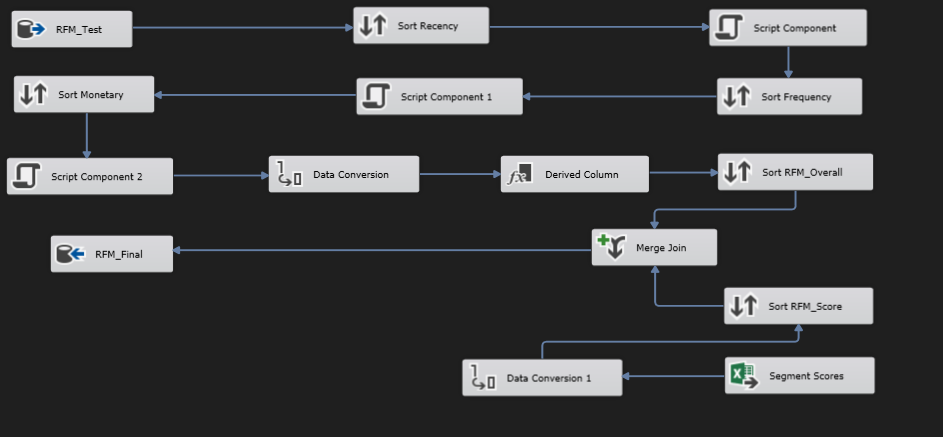 RFM_Test
Sort Recency
Script Component
Sort Monetary
Script Component 1
Sort Frequency
Script Component 2
Data Conversion
fx
Derived Column
Sort RFM_Overall
RFM_Final
Merge Join
Sort RFM_Score
Data Conversion 1
Segment Scores